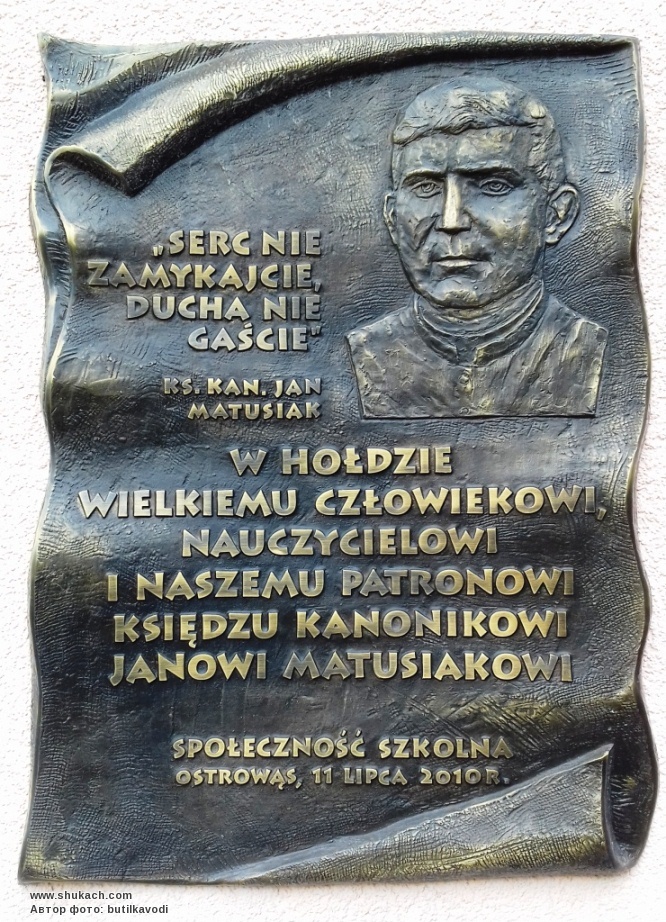 „SERC NIE
ZAMYKAJCIE,
DUCHA NIE
GAŚCIE"
KS. KAN. JAN
MATUSIAK
W HOŁDZIE
WIELKIEMU CZŁOWIEKOWI,
NAUCZYCIELOWI
I NASZEMU PATRONOWI
KSIĘDZU KANONIKOWI
JANOWI MATUSIAKOWI
SPOŁECZNOŚĆ SZKOLNA
OSTROWĄS, 11 LIPCA 2010 R.
www.shukach.com
Автор фото: butilkavodi